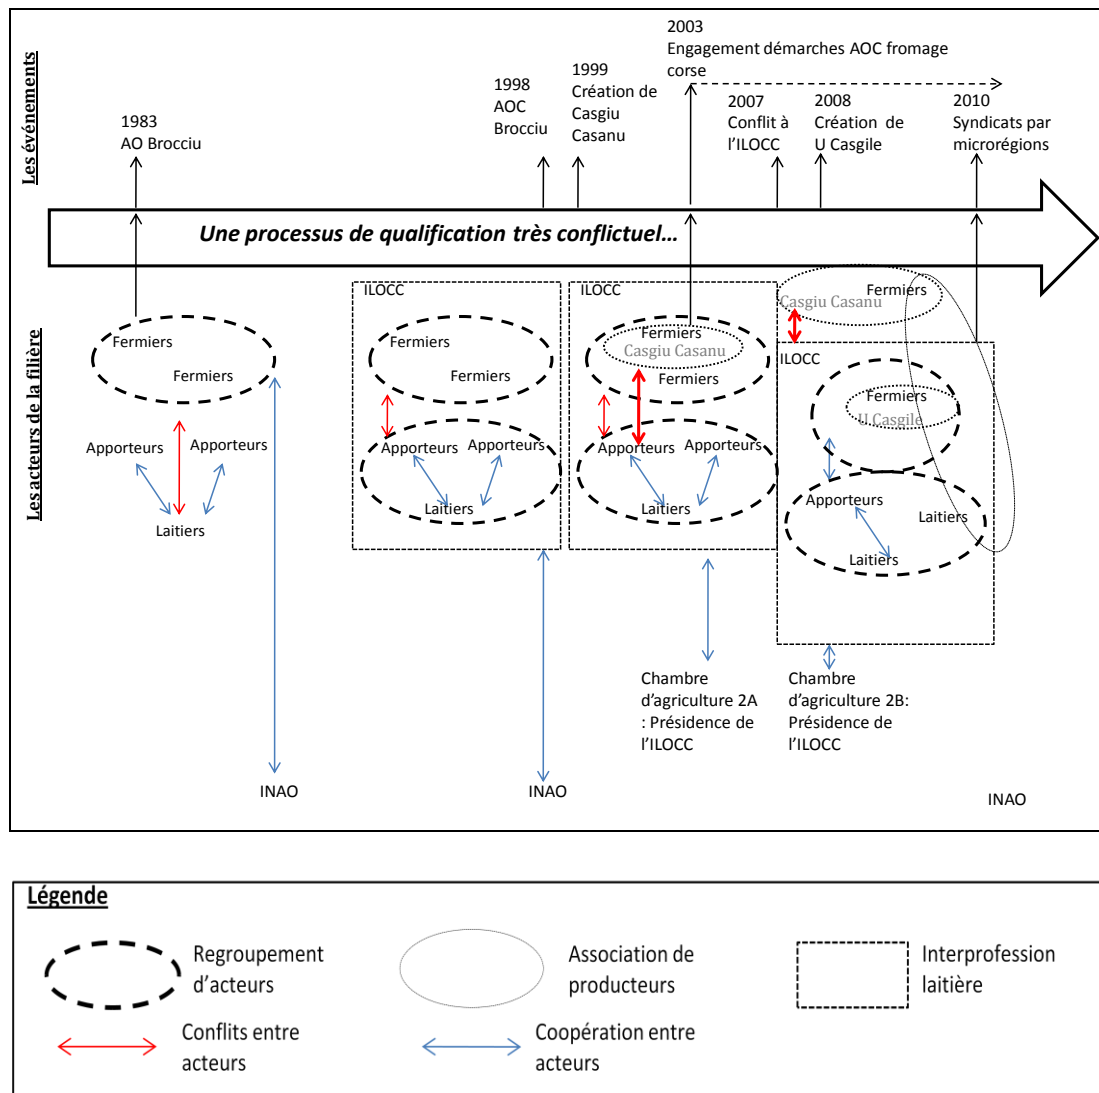 Les événements
1983
AO Brocciu
1998
AOC
Brocciu
1999
Création de
Casgiu
Casanu
2003
Engagement démarches AOC fromage
corse
2007
Conflit à
l’ILOCC
2008
Création de
U Casgile
2010
Syndicats par
microrégions
Une processus de qualification très conflictuel…
Les acteurs de la filière
Fermiers
Fermiers
Apporteurs
Apporteurs
Laitiers
INAO
ILOCC
Fermiers
Fermiers
Apporteurs
Apporteurs
Laitiers
INAO
ILOCC
Fermiers
Casgiu Casanu
Fermiers
Apporteurs
Apporteurs
Laitiers
Chambre
d’agriculture 2A
: Présidence de
l’ILOCC
Fermiers
Casgiu Casanu
ILOCC
Fermiers
U Casgile
Apporteurs
Laitiers
Laitiers
Chambre
d’agriculture 2B:
Présidence de
l’ILOCC
INAO
Légende
Regroupement
d’acteurs
Association de
producteurs
Interprofession
laitière
Conflits entre
acteurs
Coopération entre
acteurs